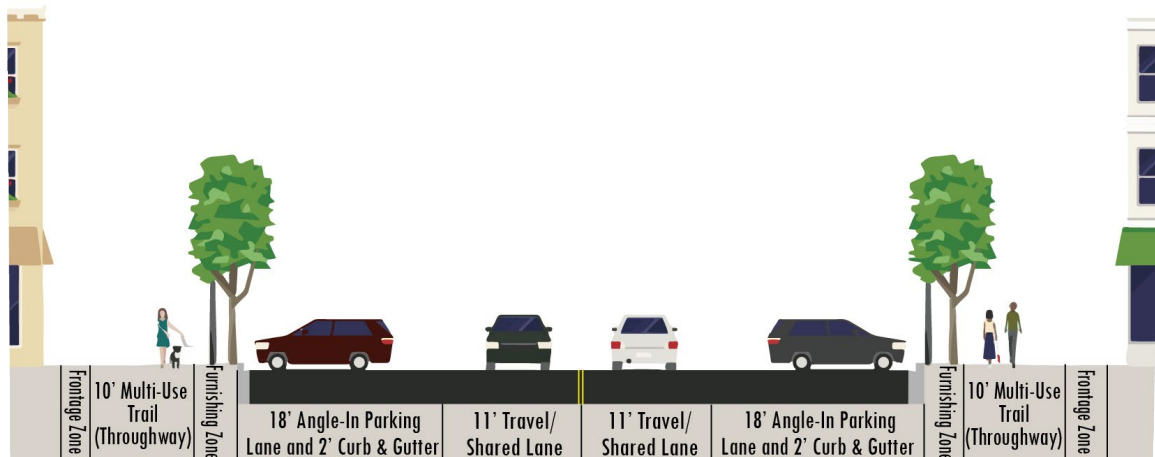 Frontage Zone
10' Multi-Use
Trail
(Throughway)
Furnishing Zone
18' Angle-In Parking
Lane and 2' Curb & Gutter
11' Travel/
Shared Lane
11' Travel/
Shared Lane
18' Angle-In Parking
Lane and 2' Curb & Gutter
Furnishing Zone
10' Multi-Use
Trail
(Throughway)
Frontage Zone